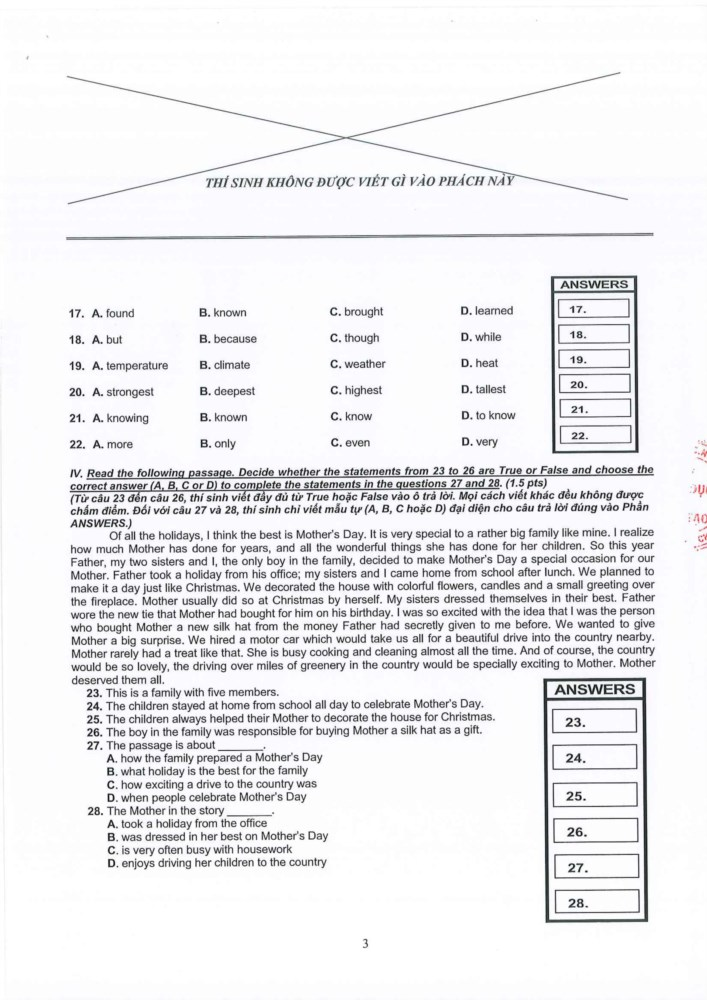 THÍ SINH KHÔNG ĐƯỢC VIẾT GÌ VÀO PHÁCH NÀY
ANSWERS
17. A. found B. known C. brought D. learned 17.
18. A. but B. because C. though D. while 18.
19. A. temperature B. climate C. weather D. heat 19.
20. A. strongest B. deepest C. highest D. tallest 20.
21. A. knowing B. known C. know D. to know 21.
22. A. more B. only C. even D. very 22.
IV. Read the following passage. Decide whether the statements from 23 to 26 are True or False and choose the
correct answer (A, B, C or D) to complete the statements in the questions 27 and 28. (1.5 pts)
(Từ câu 23 đến câu 26, thí sinh viết đầy đủ từ True hoặc False vào ô trả lời. Mọi cách viết khác đều không được
chấm điểm. Đối với câu 27 và 28, thí sinh chỉ viết mẫu tự (A, B, C hoặc D) đại diện cho câu trả lời đúng vào Phần
ANSWERS.)
Of all the holidays, I think the best is Mother's Day. It is very special to a rather big family like mine. I realize
how much Mother has done for years, and all the wonderful things she has done for her children. So this year
Father, my two sisters and I, the only boy in the family, decided to make Mother's Day a special occasion for our
Mother. Father took a holiday from his office; my sisters and I came home from school after lunch. We planned to
make it a day just like Christmas. We decorated the house with colorful flowers, candles and a small greeting over
the fireplace. Mother usually did so at Christmas by herself. My sisters dressed themselves in their best. Father
wore the new tie that Mother had bought for him on his birthday. I was so excited with the idea that I was the person
who bought Mother a new silk hat from the money Father had secretly given to me before. We wanted to give
Mother a big surprise. We hired a motor car which would take us all for a beautiful drive into the country nearby.
Mother rarely had a treat like that. She is busy cooking and cleaning almost all the time. And of course, the country
would be so lovely, the driving over miles of greenery in the country would be specially exciting to Mother. Mother
deserved them all.
ANSWERS
23. This is a family with five members.
24. The children stayed at home from school all day to celebrate Mother's Day.
25. The children always helped their Mother to decorate the house for Christmas.
26. The boy in the family was responsible for buying Mother a silk hat as a gift.
27. The passage is about _______.
A. how the family prepared a Mother's Day
B. what holiday is the best for the family
C. how exciting a drive to the country was
D. when people celebrate Mother's Day
28. The Mother in the story _______.
A. took a holiday from the office
B. was dressed in her best on Mother's Day
C. is very often busy with housework
D. enjoys driving her children to the country
23.
24.
25.
26.
27.
28.
3